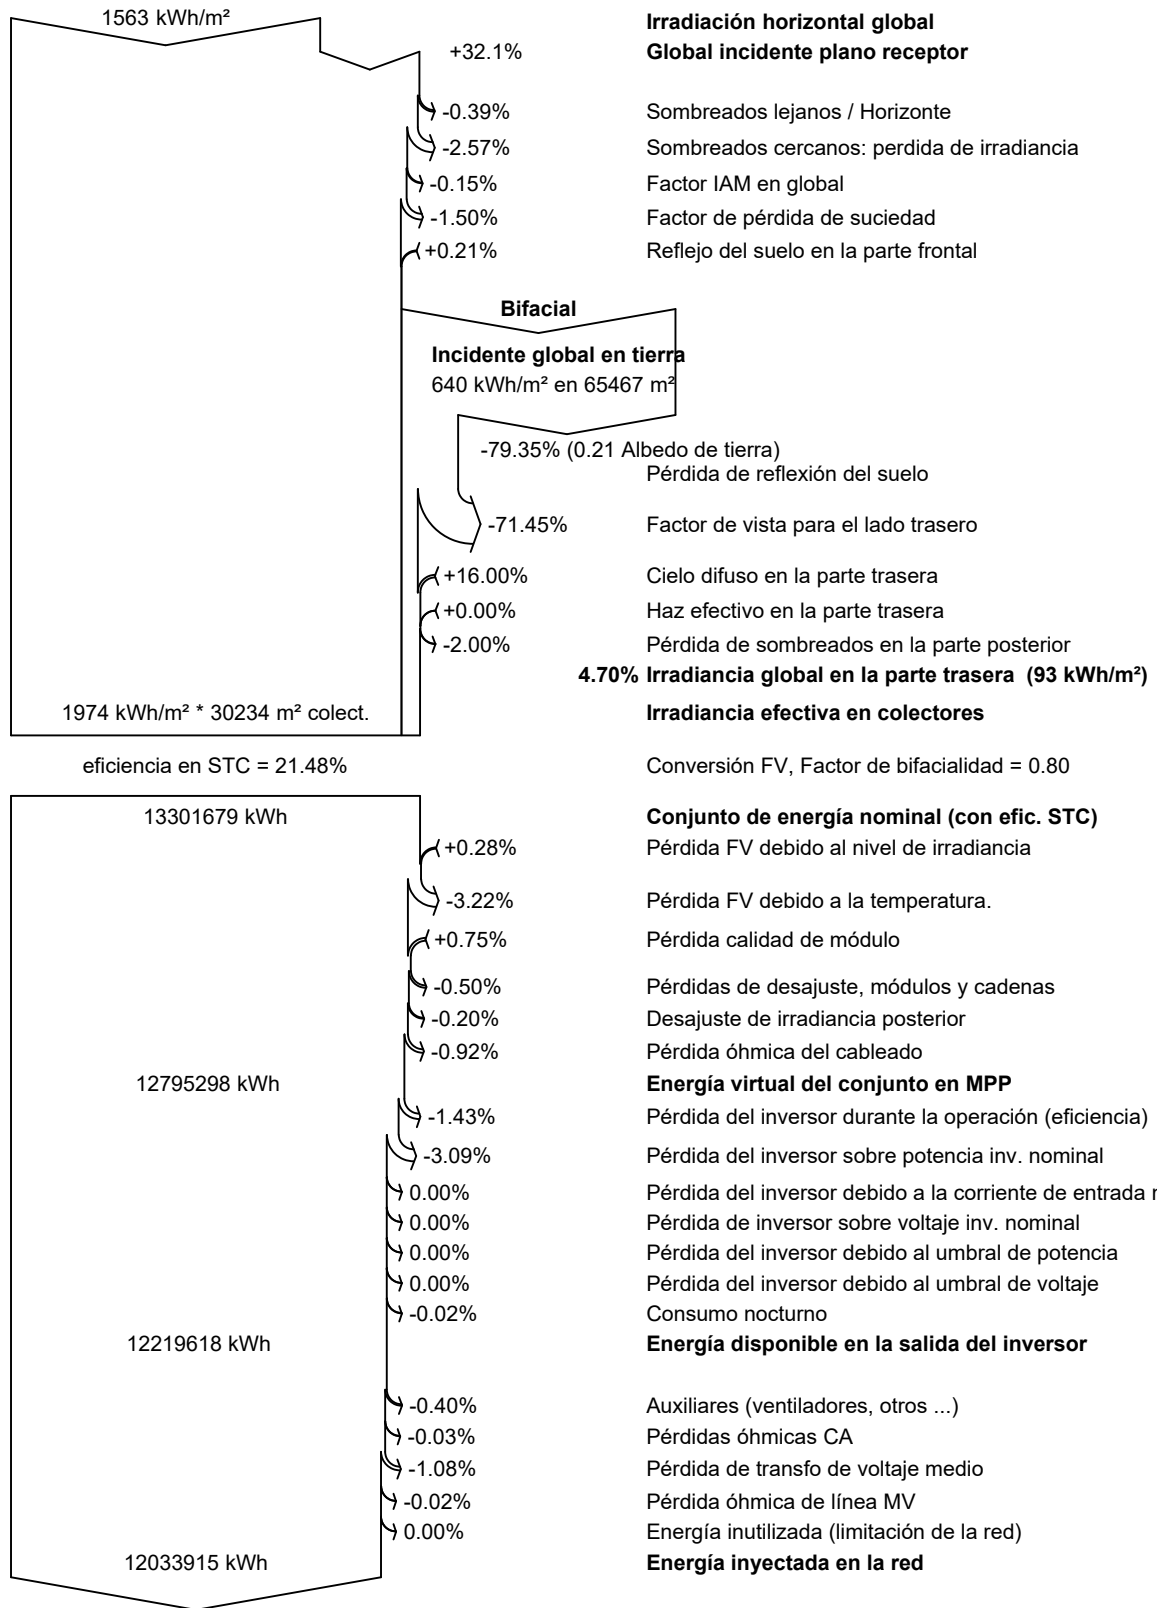 1563 kWh/m² Irradiación horizontal global
+32.1% Global incidente plano receptor
-0.39% Sombreados lejanos / Horizonte
-2.57% Sombreados cercanos: perdida de irradiancia
-0.15% Factor IAM en global
-1.50% Factor de pérdida de suciedad
+0.21% Reflejo del suelo en la parte frontal
Bifacial
Incidente global en tierra
640 kWh/m² en 65467 m²
-79.35% (0.21 Albedo de tierra)
Pérdida de reflexión del suelo
-71.45% Factor de vista para el lado trasero
+16.00% Cielo difuso en la parte trasera
+0.00% Haz efectivo en la parte trasera
-2.00% Pérdida de sombreados en la parte posterior
4.70% Irradiancia global en la parte trasera (93 kWh/m²)
1974 kWh/m² * 30234 m² colect. Irradiancia efectiva en colectores
eficiencia en STC = 21.48% Conversión FV, Factor de bifacialidad = 0.80
13301679 kWh Conjunto de energía nominal (con efic. STC)
+0.28% Pérdida FV debido al nivel de irradiancia
-3.22% Pérdida FV debido a la temperatura.
+0.75% Pérdida calidad de módulo
-0.50% Pérdidas de desajuste, módulos y cadenas
-0.20% Desajuste de irradiancia posterior
-0.92% Pérdida óhmica del cableado
12795298 kWh Energía virtual del conjunto en MPP
-1.43% Pérdida del inversor durante la operación (eficiencia)
-3.09% Pérdida del inversor sobre potencia inv. nominal
0.00% Pérdida del inversor debido a la corriente de entrada
0.00% Pérdida de inversor sobre voltaje inv. nominal
0.00% Pérdida del inversor debido al umbral de potencia
0.00% Pérdida del inversor debido al umbral de voltaje
-0.02% Consumo nocturno
12219618 kWh Energía disponible en la salida del inversor
-0.40% Auxiliares (ventiladores, otros ...)
-0.03% Pérdidas óhmicas CA
-1.08% Pérdida de transfo de voltaje medio
-0.02% Pérdida óhmica de línea MV
0.00% Energía inutilizada (limitación de la red)
12033915 kWh Energía inyectada en la red